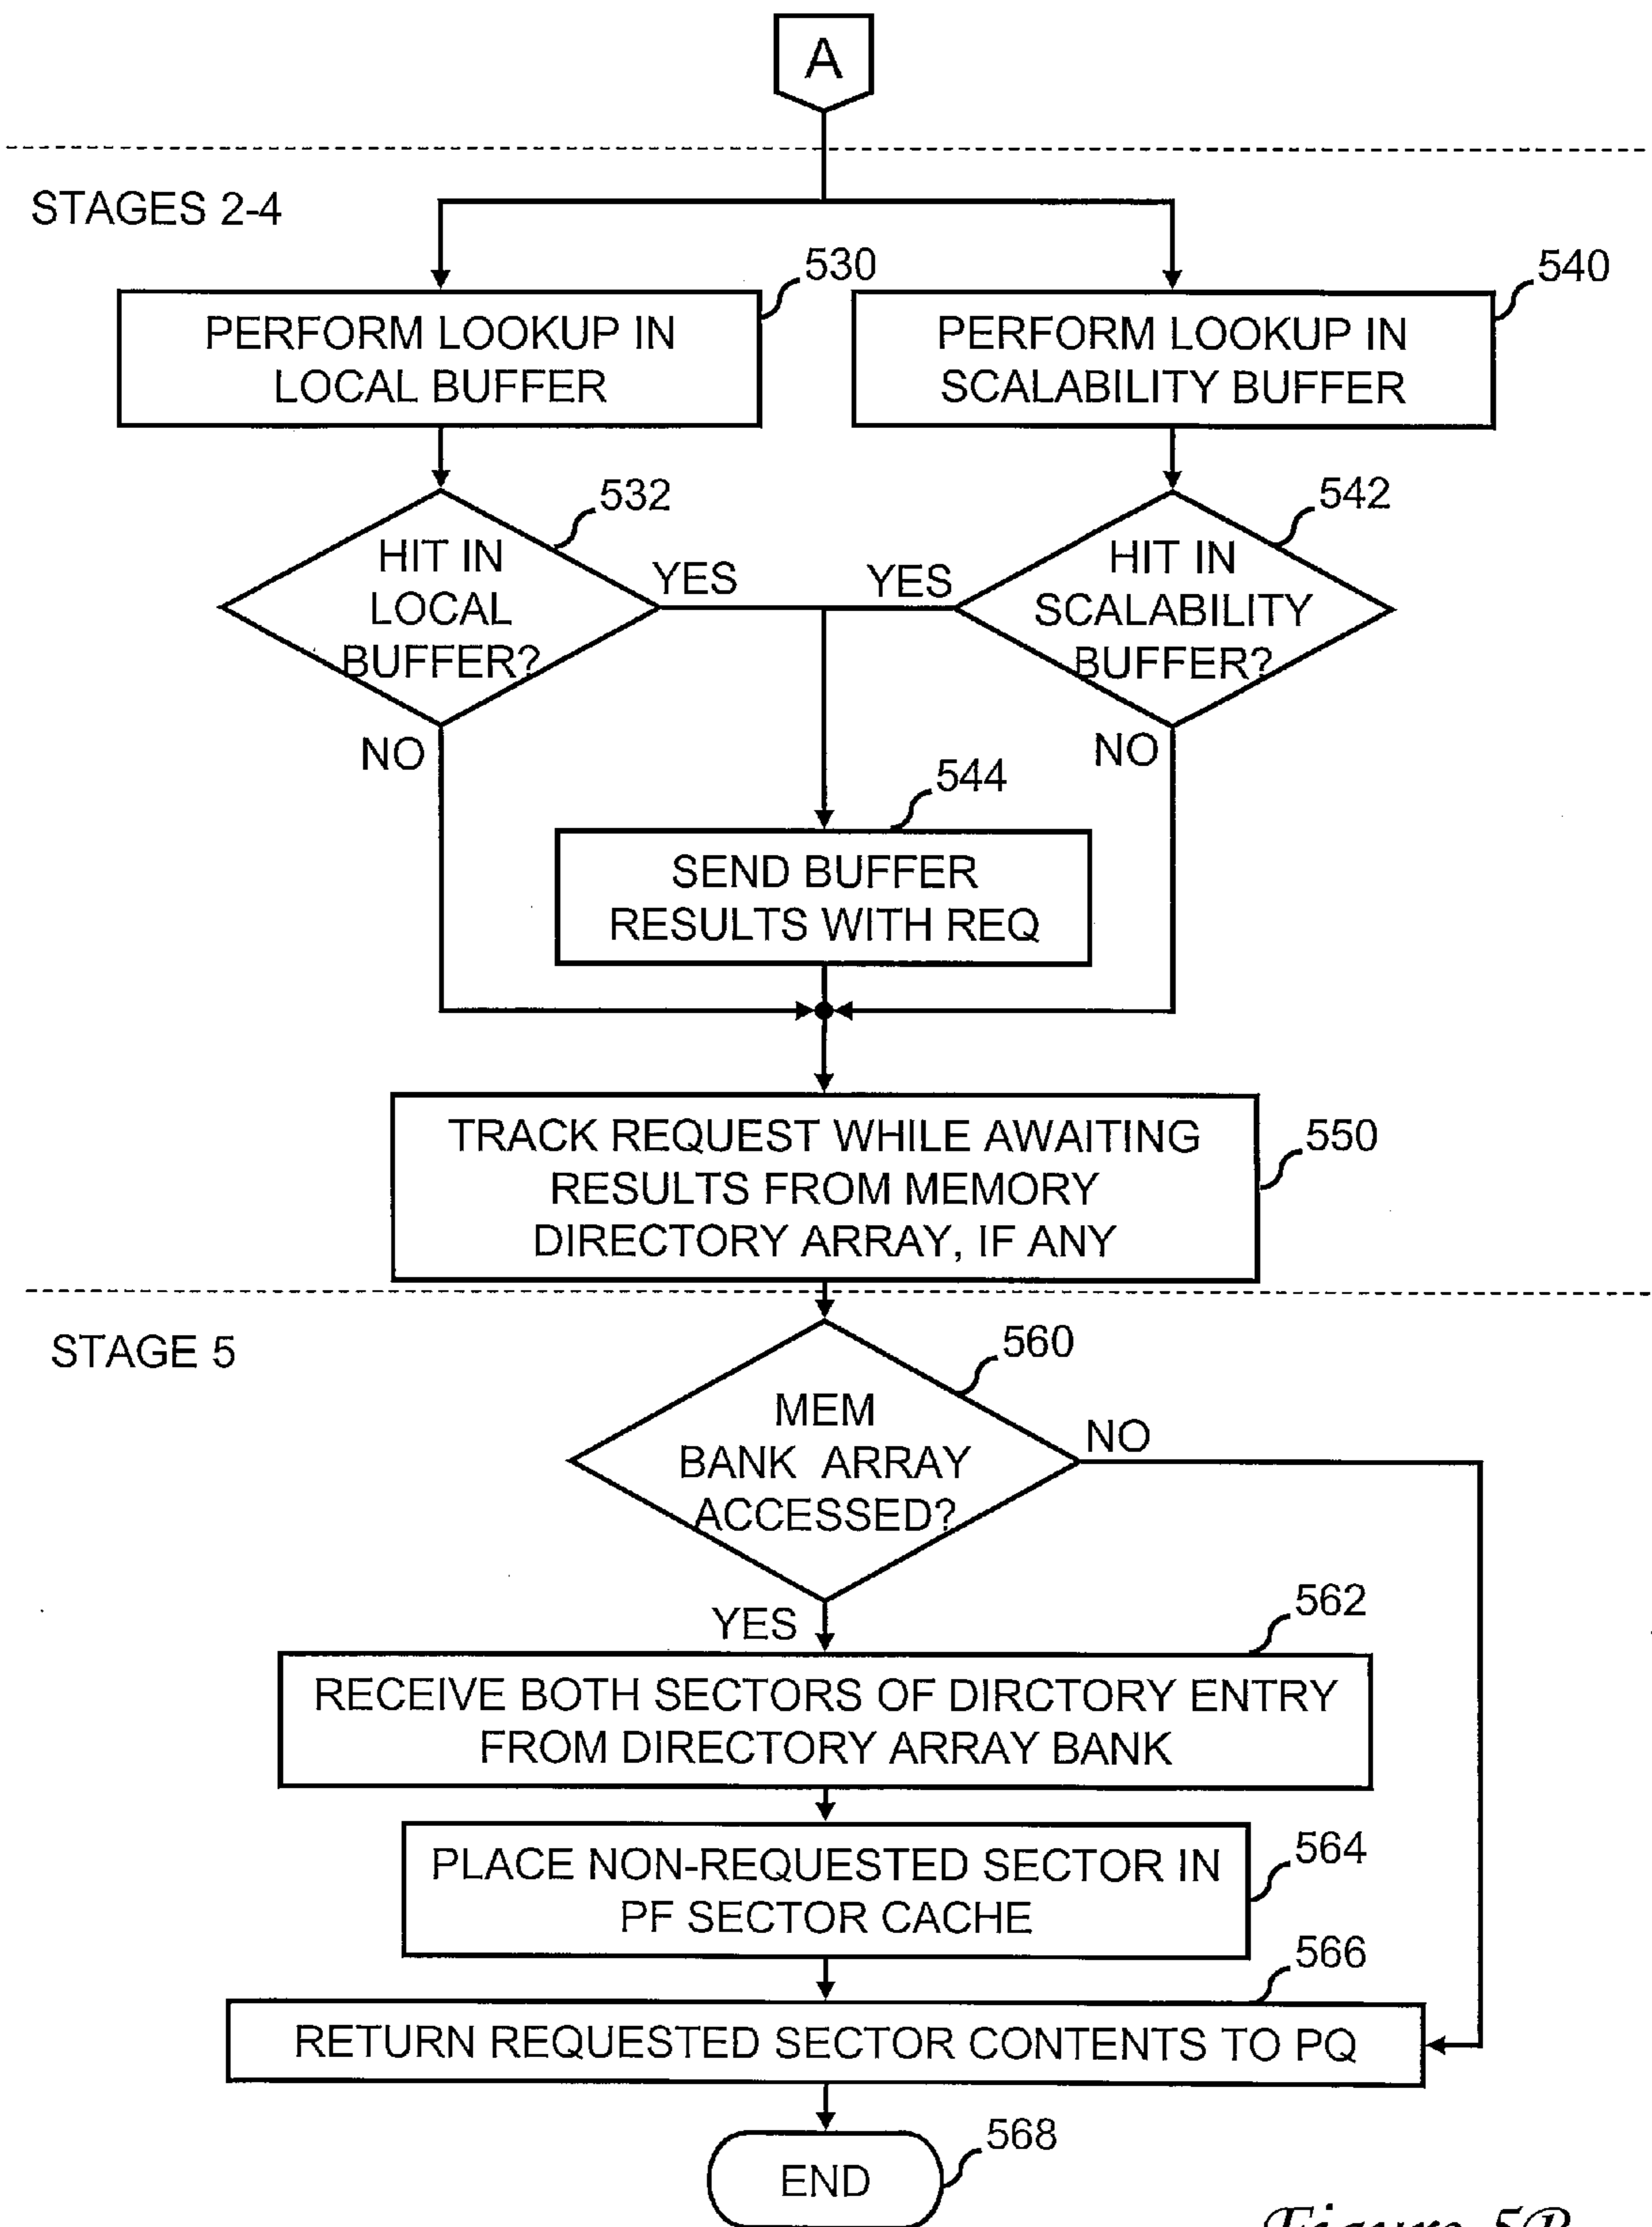 A
STAGES 2-4
530
540
PERFORM LOOKUP IN
LOCAL BUFFER
PERFORM LOOKUP IN
SCALABILITY BUFFER
532
542
HIT IN
LOCAL
BUFFER?
YES
YES
HIT IN
SCALABILITY
BUFFER?
NO
NO
544
SEND BUFFER
RESULTS WITH REQ
TRACK REQUEST WHILE AWAITING
RESULTS FROM MEMORY
DIRECTORY ARRAY, IF ANY
550
STAGE 5
560
MEM
BANK ARRAY
ACCESSED?
NO
YES
562
RECEIVE BOTH SECTORS OF DIRCTORY ENTRY
FROM DIRECTORY ARRAY BANK
PLACE NON-REQUESTED SECTOR IN
PF SECTOR CACHE
564
566
RETURN REQUESTED SECTOR CONTENTS TO PQ
568
END
Figure 5B